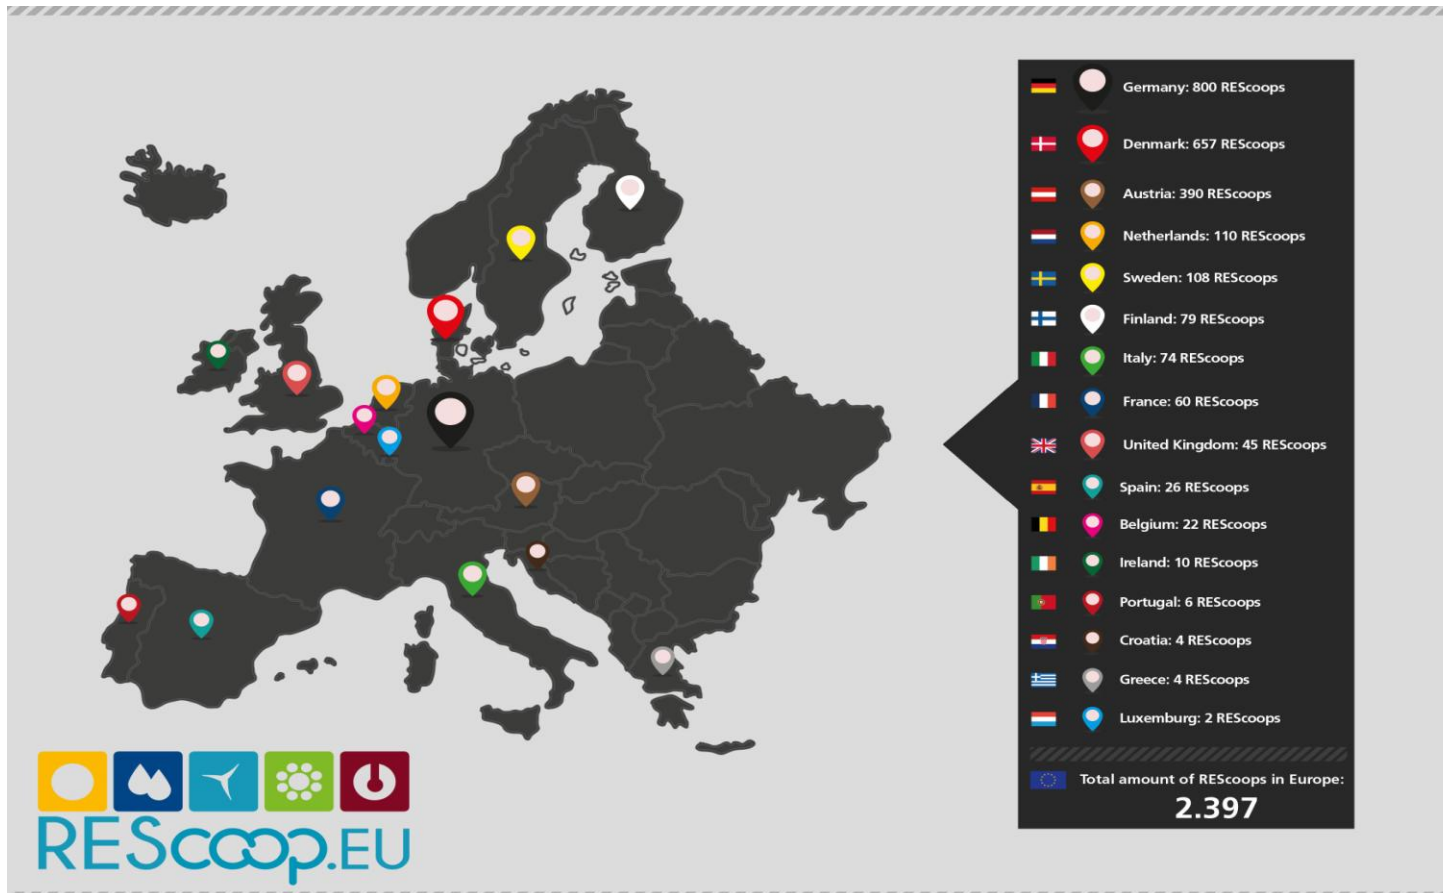 Germany: 800 REScoops
Denmark: 657 REScoops
Austria: 390 REScoops
Netherlands: 110 REScoops
Sweden: 108 REScoops
Finland: 79 REScoops
Italy: 74 REScoops
France: 60 REScoops
United Kingdom: 45 REScoops
Spain: 26 REScoops
Belgium: 22 REScoops
Ireland: 10 REScoops
Portugal: 6 REScoops
Croatia: 4 REScoops
Greece: 4 REScoops
Luxemburg: 2 REScoops
Total amount of REScoops in Europe:
2.397
REScoop.EU